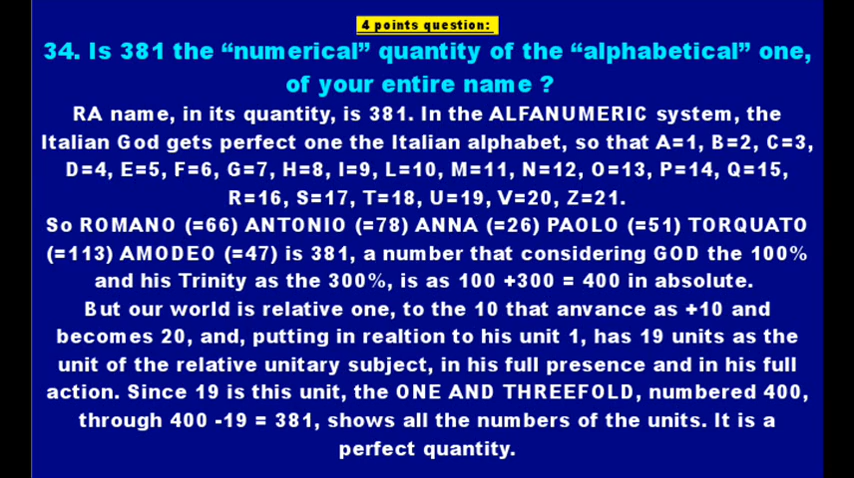 4 points question:
34. Is 381 the “numerical” quantity of the “alphabetical” one,
of your entire name ?
RA name, in its quantity, is 381. In the ALFANUMERIC system, the
Italian God gets perfect one the Italian alphabet, so that A=1, B=2, C=3,
D=4, E=5, F=6, G=7, H=8, I=9, L=10, M=11, N=12, O=13, P=14, Q=15,
R=16, S=17, T=18, U=19, V=20, Z=21.
So ROMANO (=66) ANTONIO (=78) ANNA (=26) PAOLO (=51) TORQUATO
(=113) AMODEO (=47) is 381, a number that considering GOD the 100%
and his Trinity as the 300%, is as 100 +300 = 400 in absolute.
But our world is relative one, to the 10 that anvance as +10 and
becomes 20, and, putting in realtion to his unit 1, has 19 units as the
unit of the relative unitary subject, in his full presence and in his full
action. Since 19 is this unit, the ONE AND THREEFOLD, numbered 400,
through 400 -19 = 381, shows all the numbers of the units. It is a
perfect quantity.